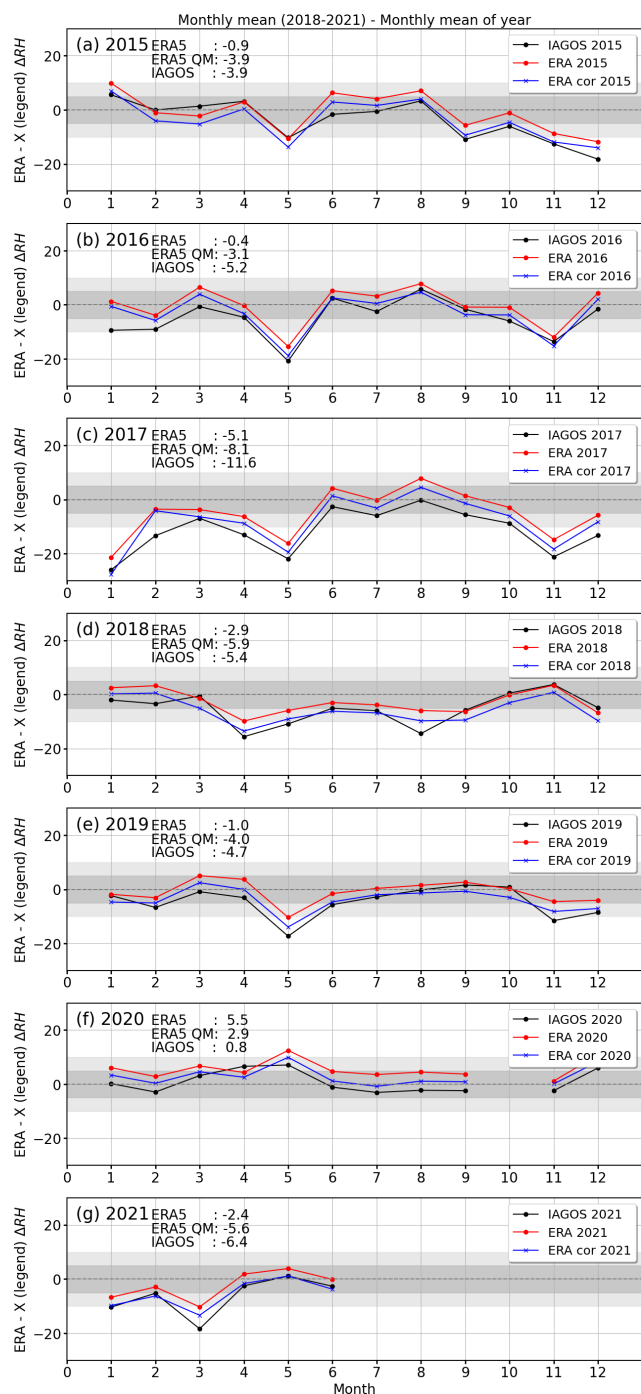 Monthly mean (2018-2021) - Monthly mean of year
(a) 2015
ERA5 : -0.9
ERA5 QM: -3.9
IAGOS : -3.9
IAGOS 2015
ERA 2015
ERA cor 2015
ERA - X (legend) ΔRH
20
0
−20
0 1 2 3 4 5 6 7 8 9 10 11 12
(b) 2016
ERA5 : -0.4
ERA5 QM: -3.1
IAGOS : -5.2
IAGOS 2016
ERA 2016
ERA cor 2016
ERA - X (legend) ΔRH
20
0
−20
0 1 2 3 4 5 6 7 8 9 10 11 12
(c) 2017
ERA5 : -5.1
ERA5 QM: -8.1
IAGOS : -11.6
IAGOS 2017
ERA 2017
ERA cor 2017
ERA - X (legend) ΔRH
20
0
−20
0 1 2 3 4 5 6 7 8 9 10 11 12
(d) 2018
ERA5 : -2.9
ERA5 QM: -5.9
IAGOS : -5.4
IAGOS 2018
ERA 2018
ERA cor 2018
ERA - X (legend) ΔRH
20
0
−20
0 1 2 3 4 5 6 7 8 9 10 11 12
(e) 2019
ERA5 : -1.0
ERA5 QM: -4.0
IAGOS : -4.7
IAGOS 2019
ERA 2019
ERA cor 2019
ERA - X (legend) ΔRH
20
0
−20
0 1 2 3 4 5 6 7 8 9 10 11 12
(f) 2020
ERA5 : 5.5
ERA5 QM: 2.9
IAGOS : 0.8
IAGOS 2020
ERA 2020
ERA cor 2020
ERA - X (legend) ΔRH
20
0
−20
0 1 2 3 4 5 6 7 8 9 10 11 12
(g) 2021
ERA5 : -2.4
ERA5 QM: -5.6
IAGOS : -6.4
IAGOS 2021
ERA 2021
ERA cor 2021
ERA - X (legend) ΔRH
20
0
−20
0 1 2 3 4 5 6 7 8 9 10 11 12
Month